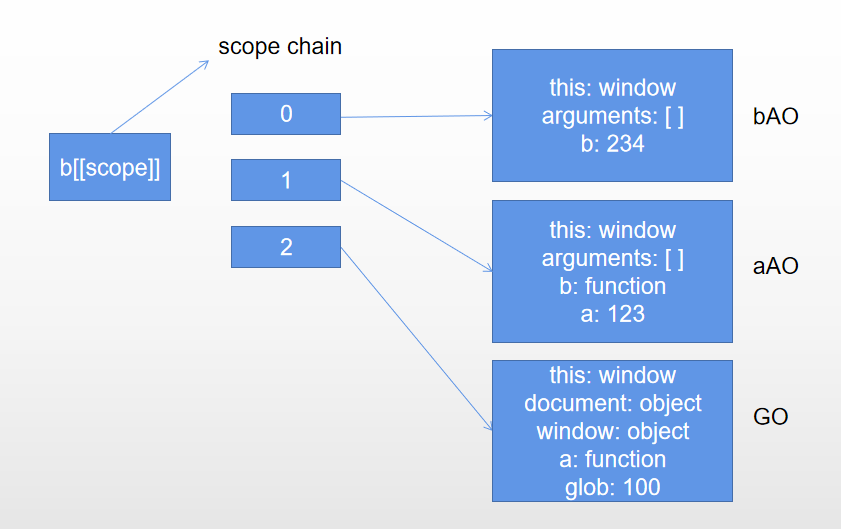 scope chain
b[[scope]]
0
1
2
this: window
arguments: [ ]
b: 234
bAO
this: window
arguments: [ ]
b: function
a: 123
aAO
this: window
document: object
window: object
a: function
glob: 100
GO